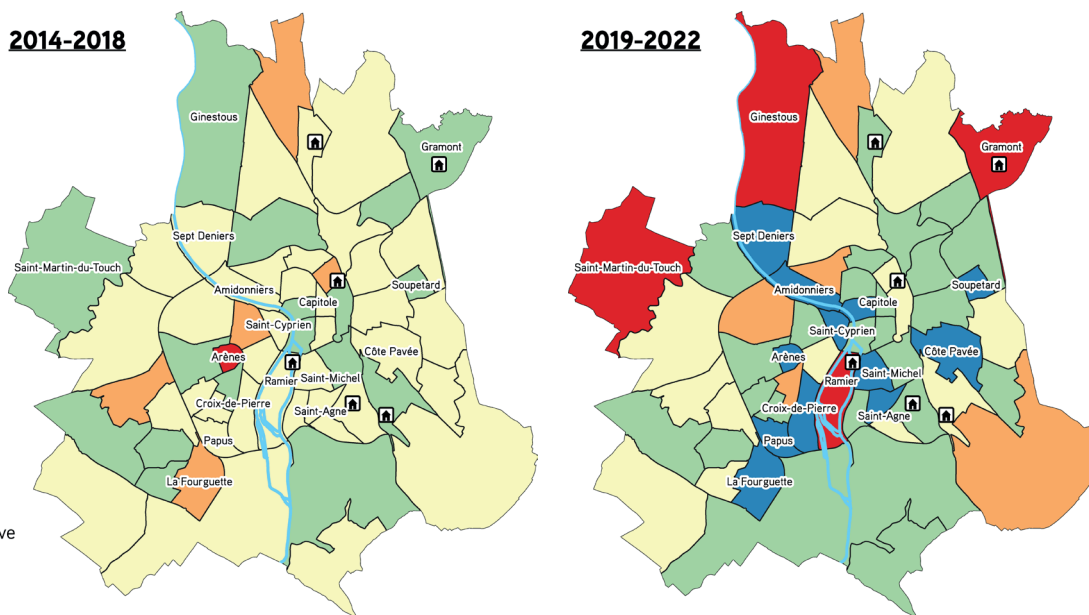 2014-2018
Ginestous
Gramont
Sept Deniers
Saint-Martin-du-Touch
Soupetard
Amidonniers
Capitole
Saint-Cyprien
Côte Pavée
Arènes
Ramier
Saint-Michel
Croix-de-Pierre
Saint-Agne
Papus
La Fourguette
ve
2019-2022
Ginestous
Gramont
Sept Deniers
Saint-Martin-du-Touch
Soupetard
Amidonniers
Capitole
Saint-Cyprien
Côte Pavée
Arènes
Ramier
Saint-Michel
Croix-de-Pierre
Saint-Agne
Papus
La Fourguette